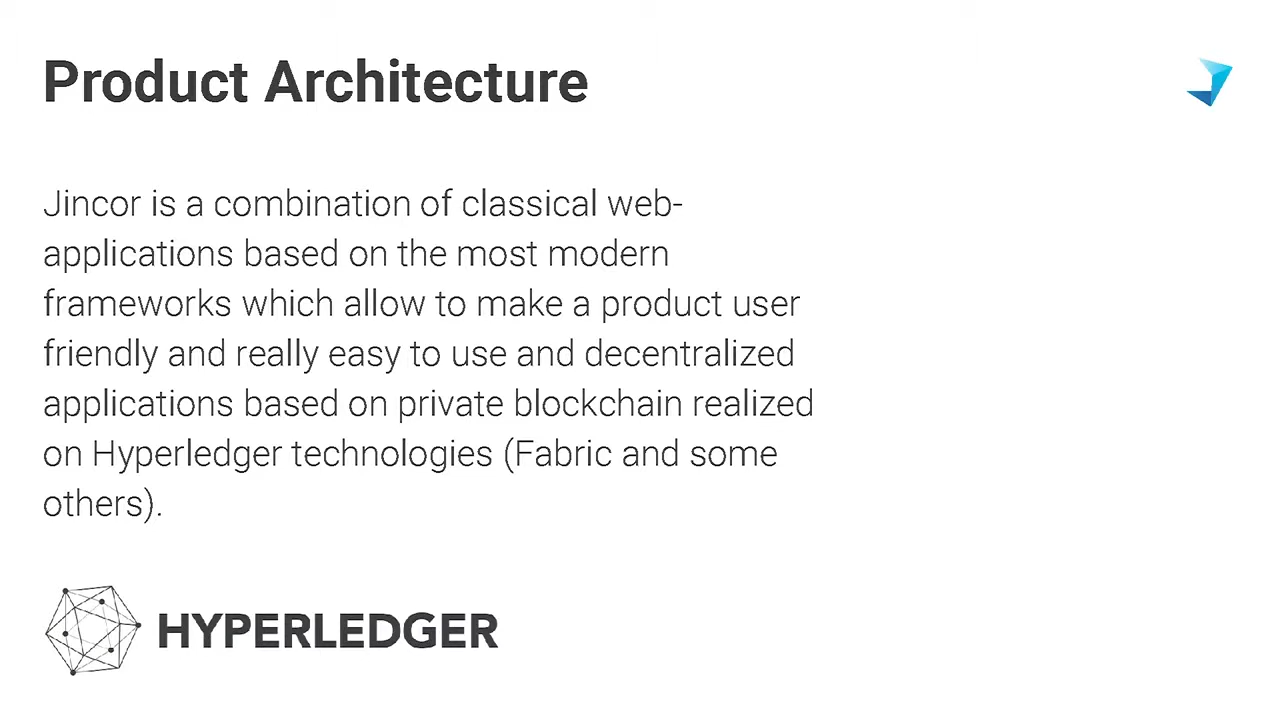 Product Architecture
Jincor is a combination of classical web-
applications based on the most modern
frameworks which allow to make a product user
friendly and really easy to use and decentralized
applications based on private blockchain realized
on Hyperledger technologies (Fabric and some
others).
HYPERLEDGER